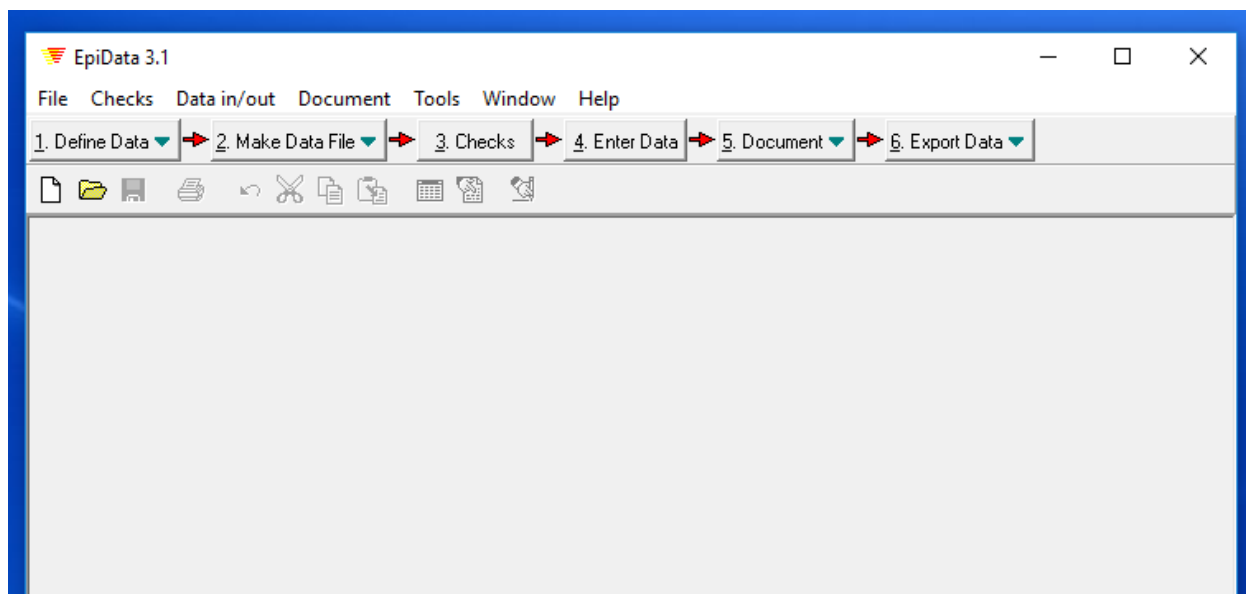 EpiData 3.1
File Checks Data in/out Document Tools Window Help
1. Define Data 2. Make Data File 3. Checks 4. Enter Data 5. Document 6. Export Data